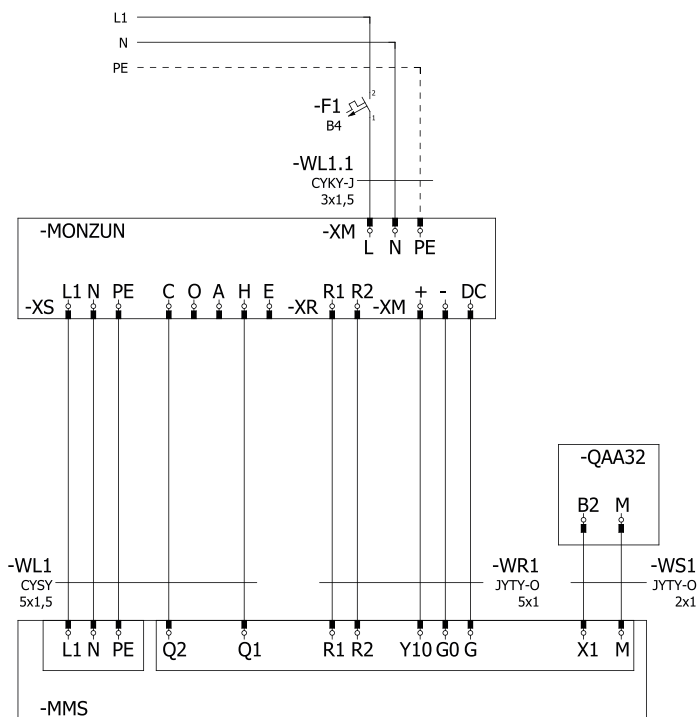 L1
N
PE
2
-F1
B4
1
-WL1.1
CYKY-J
3x1,5
-MONZUN
-XM
L N PE
L1 N PE C O A H E R1 R2 + - DC
-XS -XR -XM
-QAA32
B2 M
-WL1
CYSY
5x1,5
-WR1
JYTY-O
5x1
-WS1
JYTY-O
2x1
L1 N PE Q2 Q1 R1 R2 Y10 G0 G X1 M
-MMS